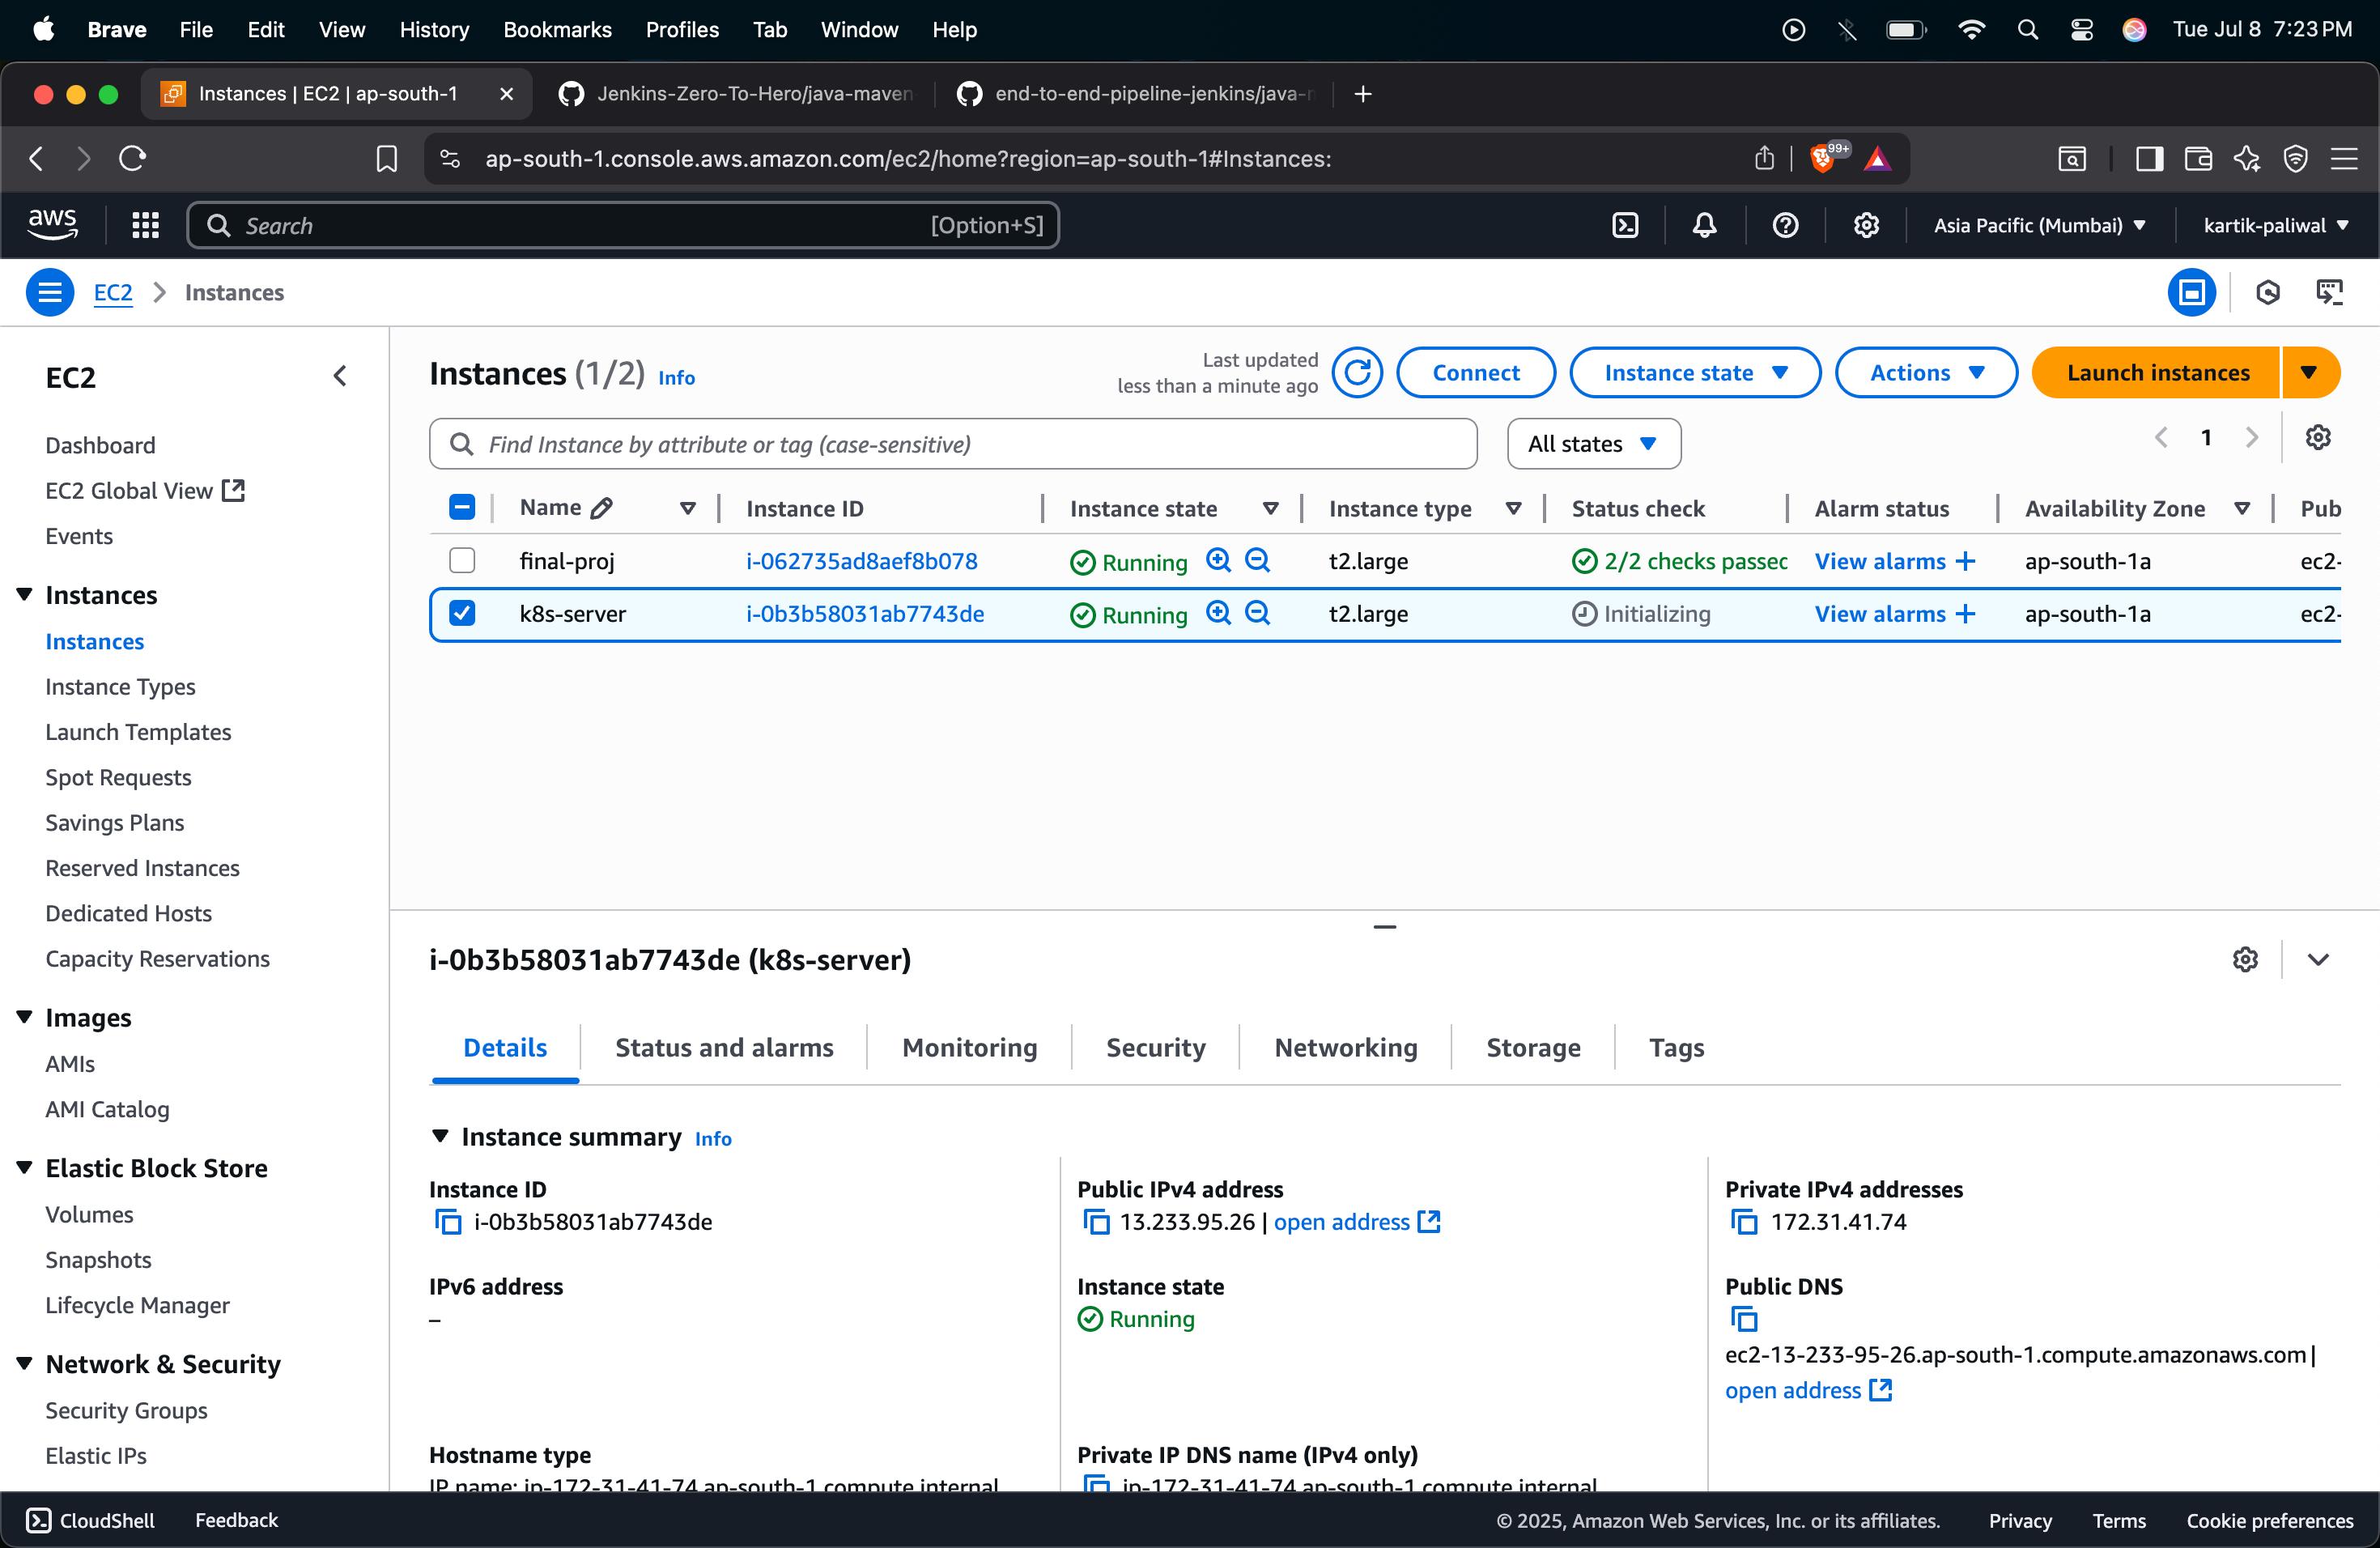 Brave File Edit View History Bookmarks Profiles Tab Window Help Tue Jul 8 7:23 PM
Instances | EC2 | ap-south-1 Jenkins-Zero-To-Hero/java-maven end-to-end-pipeline-jenkins/java-
ap-south-1.console.aws.amazon.com/ec2/home?region=ap-south-1#Instances: 99+
aws Search [Option+S] Asia Pacific (Mumbai) kartik-paliwal
EC2 Instances
EC2
Dashboard
EC2 Global View
Events
Instances
Instances
Instance Types
Launch Templates
Spot Requests
Savings Plans
Reserved Instances
Dedicated Hosts
Capacity Reservations
Images
AMIs
AMI Catalog
Elastic Block Store
Volumes
Snapshots
Lifecycle Manager
Network & Security
Security Groups
Elastic IPs
Instances (1/2) Info
Last updated
less than a minute ago
Connect Instance state Actions Launch instances
Find Instance by attribute or tag (case-sensitive) All states 1
Name Instance ID Instance state Instance type Status check Alarm status Availability Zone Pub
final-proj i-062735ad8aef8b078 Running t2.large 2/2 checks passec View alarms + ap-south-1a ec2-
k8s-server i-0b3b58031ab7743de Running t2.large Initializing View alarms + ap-south-1a ec2-
i-0b3b58031ab7743de (k8s-server)
Details Status and alarms Monitoring Security Networking Storage Tags
Instance summary Info
Instance ID
i-0b3b58031ab7743de
Public IPv4 address
13.233.95.26 | open address
Private IPv4 addresses
172.31.41.74
IPv6 address
–
Instance state
Running
Public DNS
ec2-13-233-95-26.ap-south-1.compute.amazonaws.com |
open address
Hostname type
IP name: ip-172-31-41-74.ap-south-1.compute.internal
Private IP DNS name (IPv4 only)
ip-172-31-41-74.ap-south-1.compute.internal
CloudShell Feedback © 2025, Amazon Web Services, Inc. or its affiliates. Privacy Terms Cookie preferences